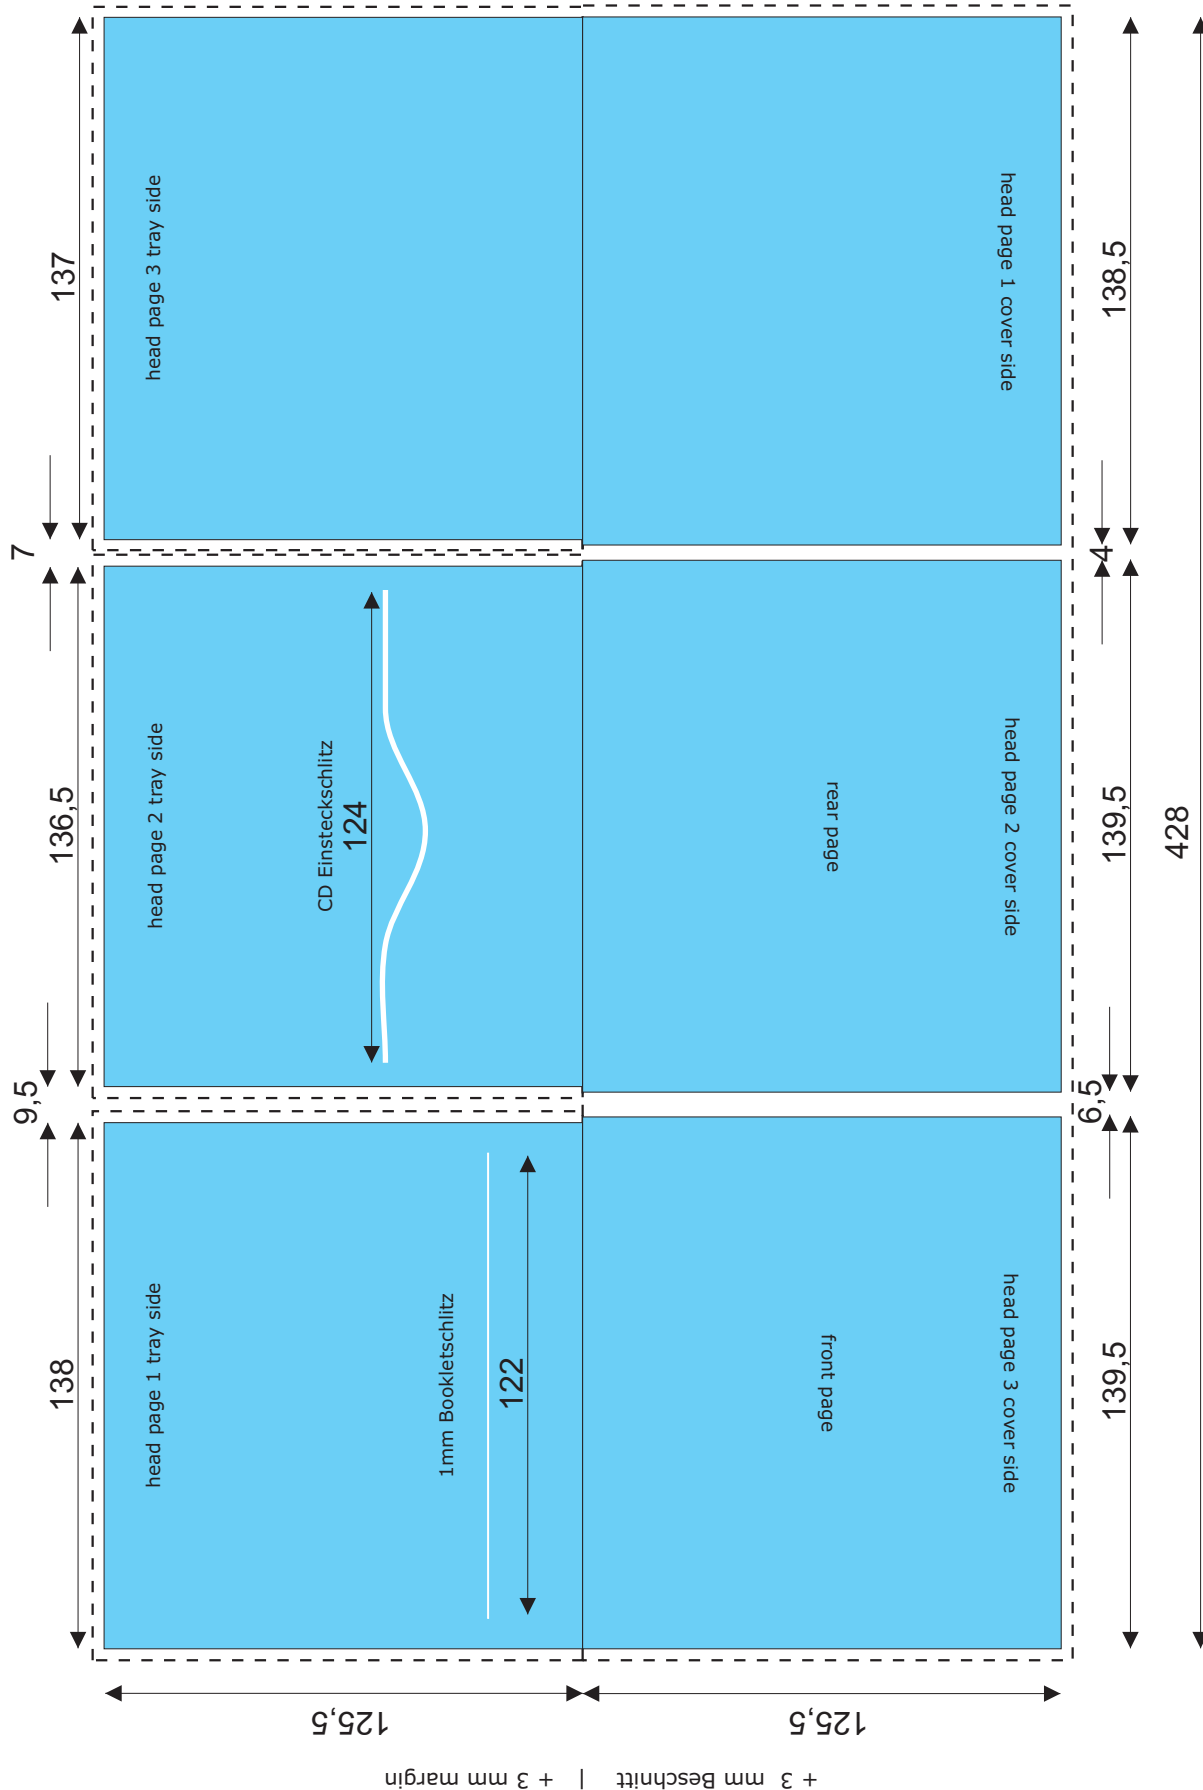 7
9,5
137
136,5
138
head page 3 tray side
head page 2 tray side
head page 1 tray side
CD Einsteckschlitz
124
1mm Bookletschlitz
122
rear page
front page
head page 1 cover side
head page 2 cover side
head page 3 cover side
4
6,5
138,5
139,5
139,5
428
125,5
125,5
+ 3 mm Beschnitt | + 3 mm margin